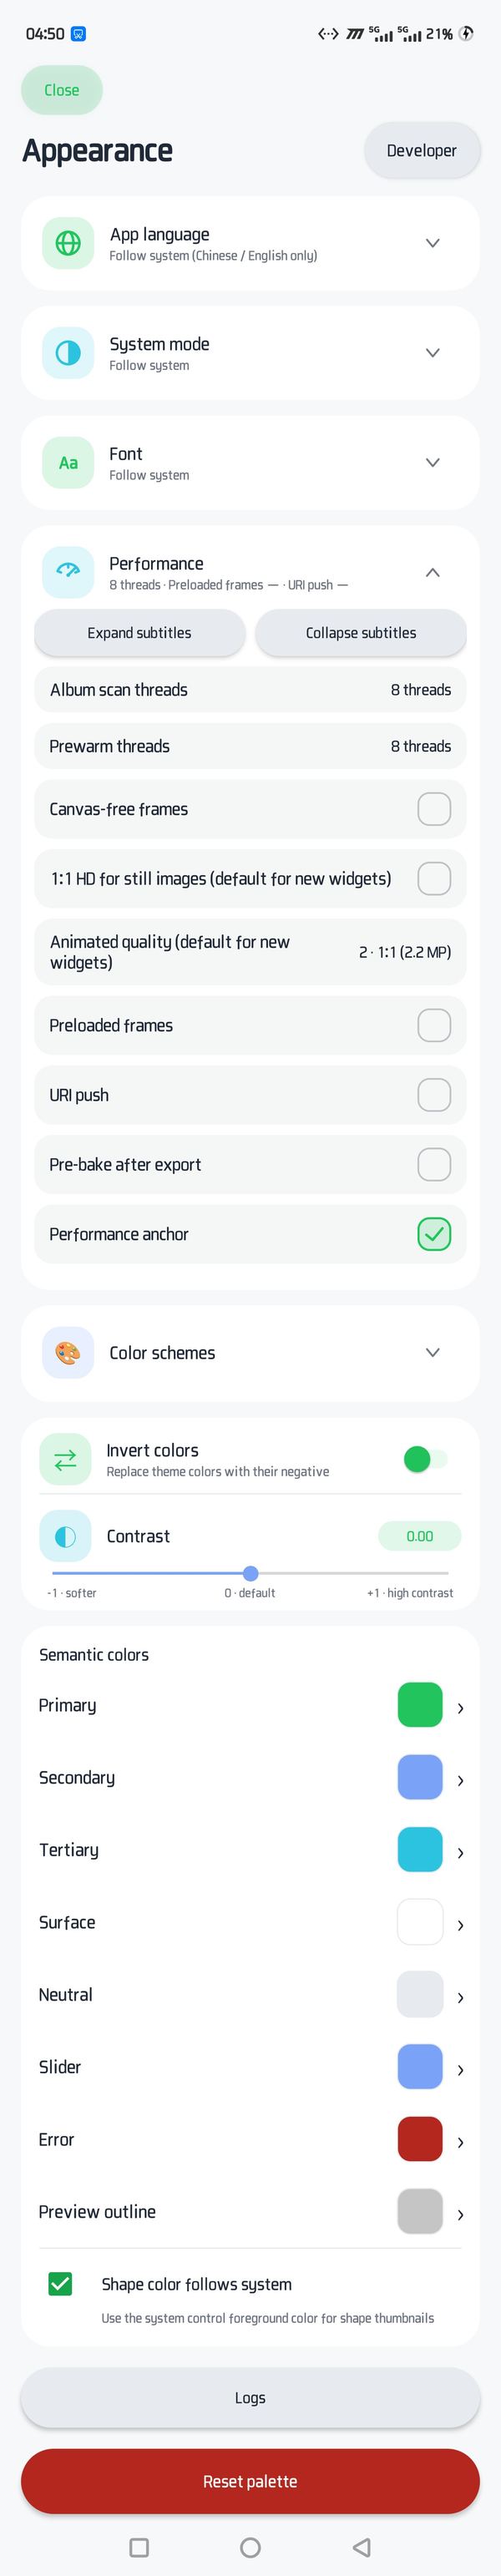 04:50
5G 5G 21%
Close
Appearance
Developer
App language
Follow system (Chinese / English only)
System mode
Follow system
Aa
Font
Follow system
Performance
8 threads · Preloaded frames — · URI push —
Expand subtitles
Collapse subtitles
Album scan threads
8 threads
Prewarm threads
8 threads
Canvas-free frames
1:1 HD for still images (default for new widgets)
Animated quality (default for new
widgets)
2 · 1:1 (2.2 MP)
Preloaded frames
URI push
Pre-bake after export
Performance anchor
Color schemes
Invert colors
Replace theme colors with their negative
Contrast
0.00
-1 · softer
0 · default
+1 · high contrast
Semantic colors
Primary
Secondary
Tertiary
Surface
Neutral
Slider
Error
Preview outline
Shape color follows system
Use the system control foreground color for shape thumbnails
Logs
Reset palette